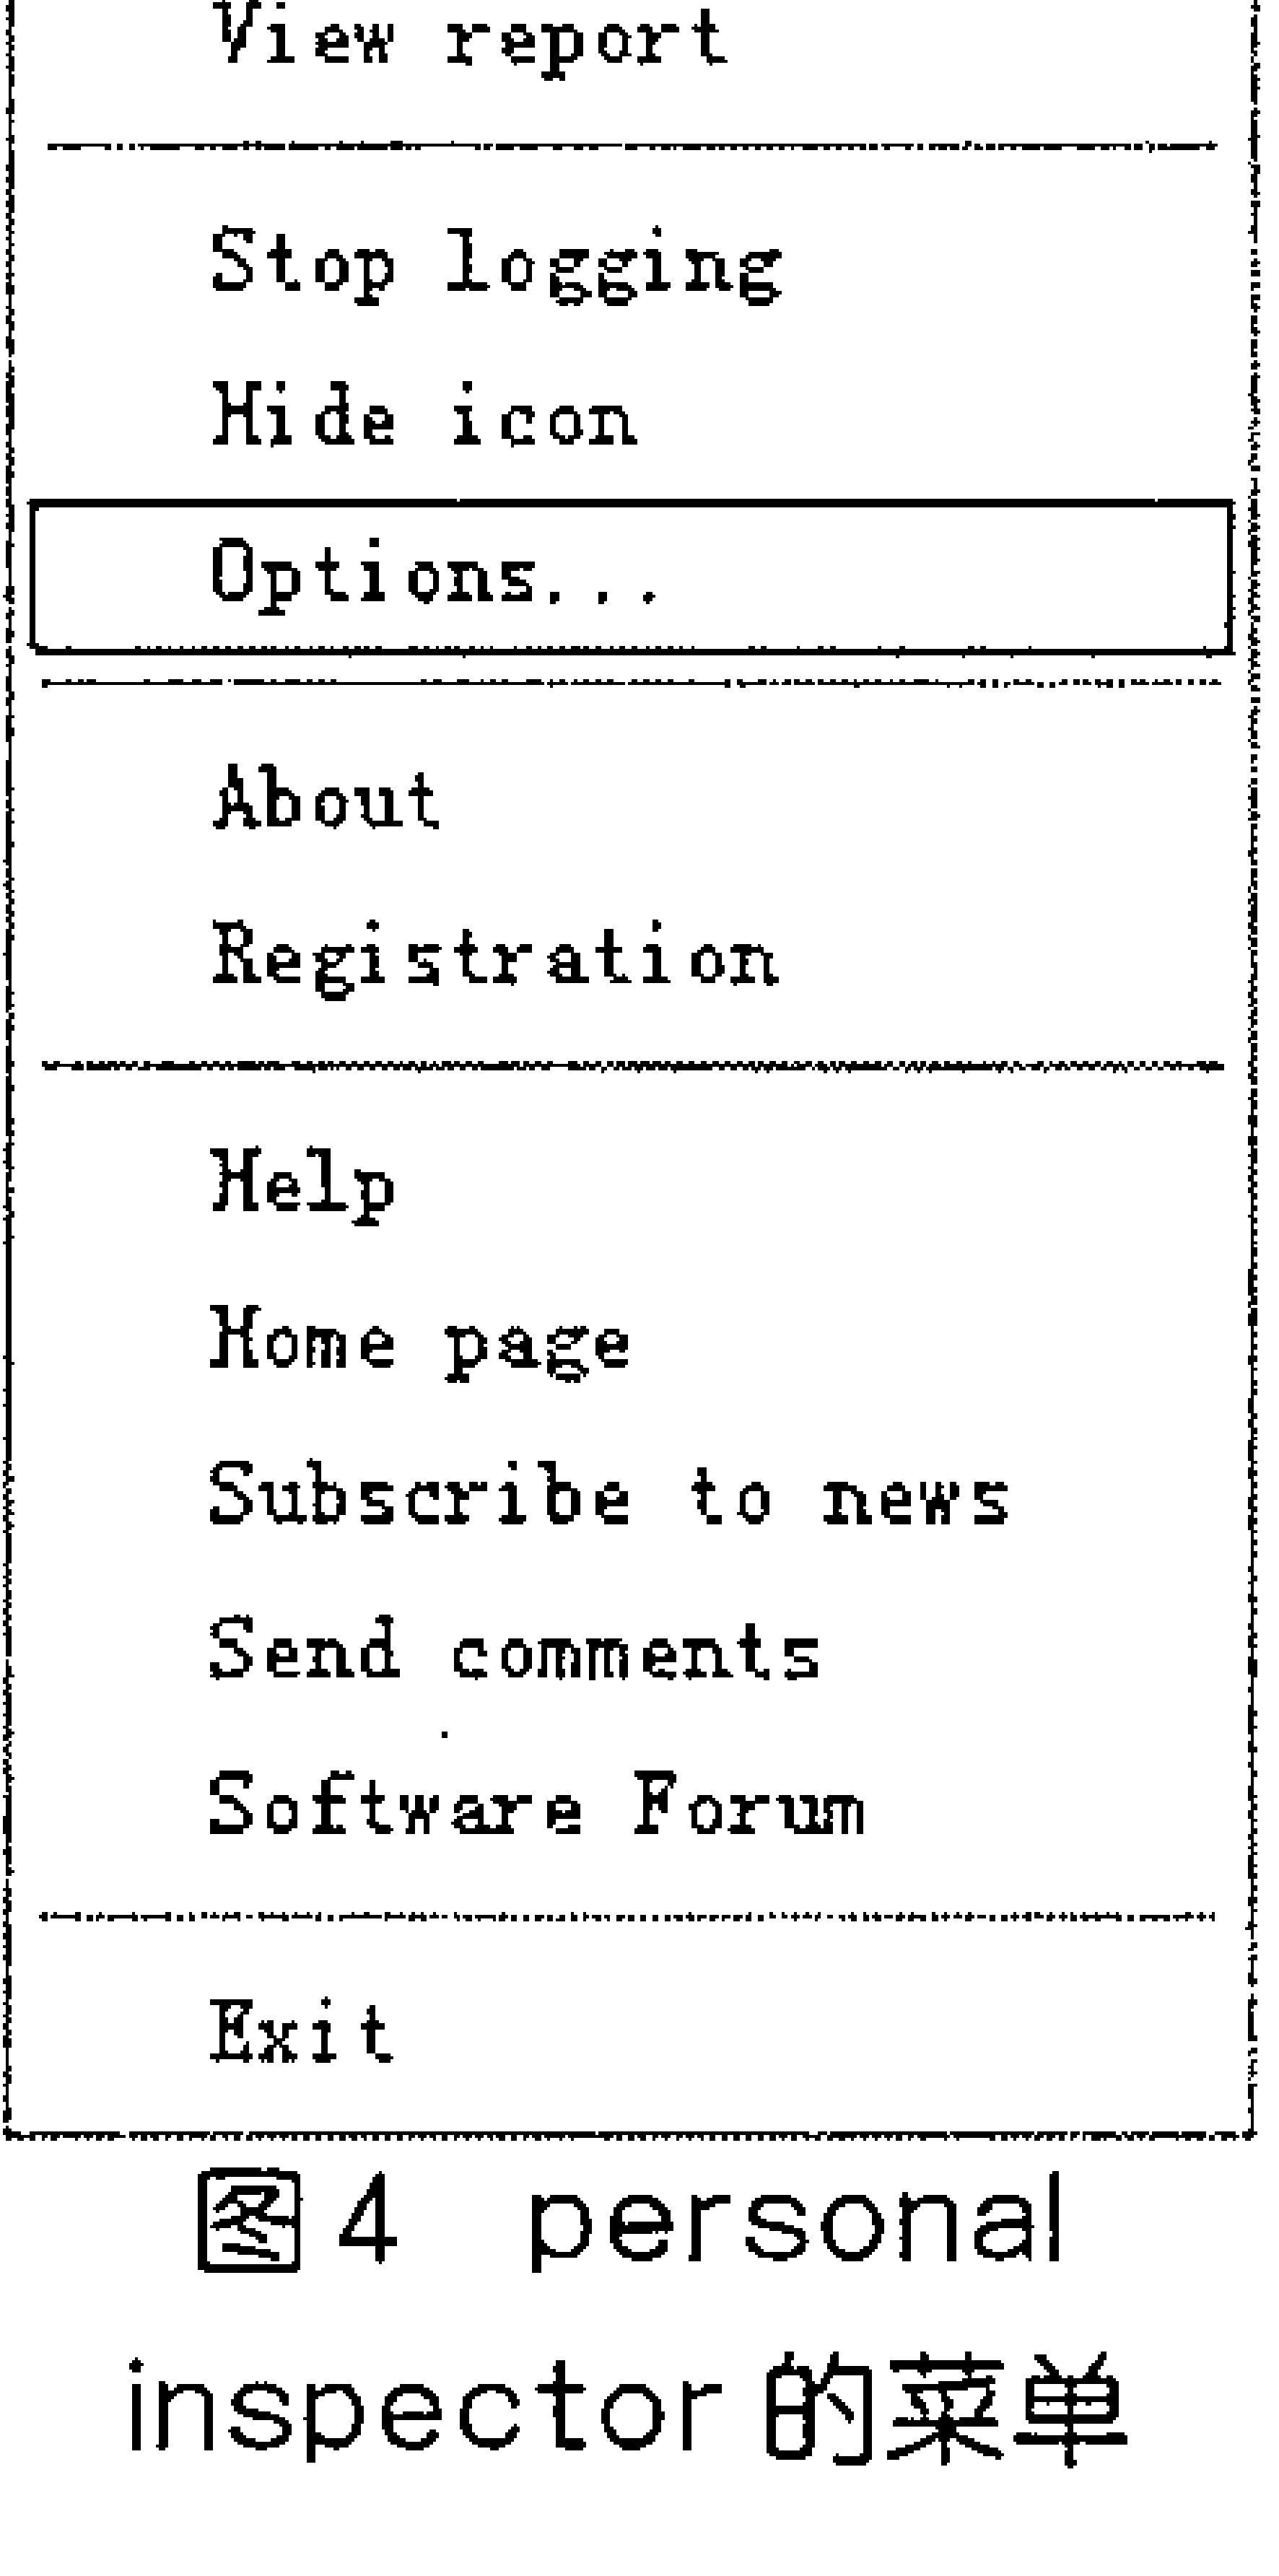 View report
Stop logging
Hide icon
Options...
About
Registration
Help
Home page
Subscribe to news
Send comments
Software Forum
Exit
图4 personal
inspector 的菜单